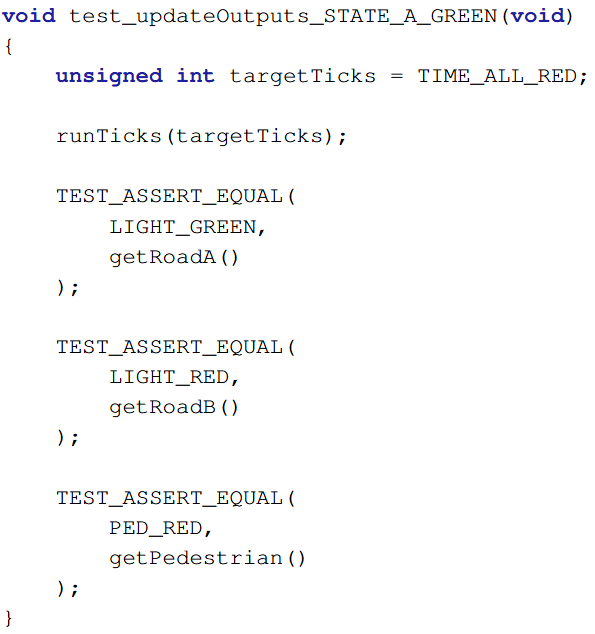 void test_updateOutputs_STATE_A_GREEN(void)
{
    unsigned int targetTicks = TIME_ALL_RED;

    runTicks(targetTicks);

    TEST_ASSERT_EQUAL(
        LIGHT_GREEN,
        getRoadA()
    );

    TEST_ASSERT_EQUAL(
        LIGHT_RED,
        getRoadB()
    );

    TEST_ASSERT_EQUAL(
        PED_RED,
        getPedestrian()
    );
}